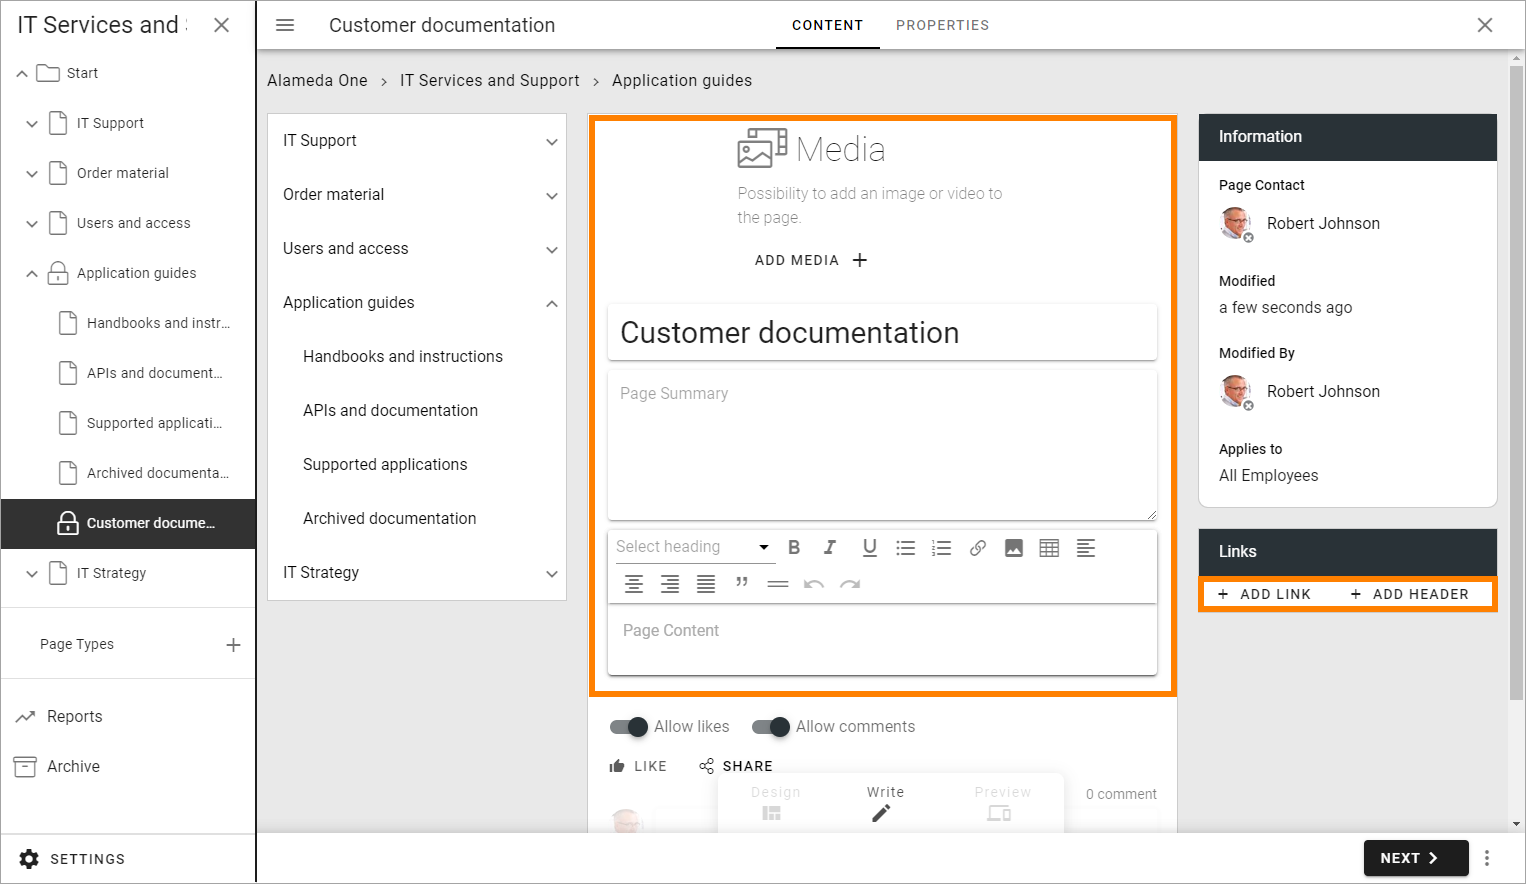 IT Services and
Customer documentation
CONTENT
PROPERTIES
Start
IT Support
Order material
Users and access
Application guides
Handbooks and instr...
APIs and document...
Supported applicati...
Archived documenta...
Customer docume...
IT Strategy
Page Types
Reports
Archive
SETTINGS
Alameda One > IT Services and Support > Application guides
IT Support
Order material
Users and access
Application guides
Handbooks and instructions
APIs and documentation
Supported applications
Archived documentation
IT Strategy
Media
Possibility to add an image or video to
the page.
ADD MEDIA +
Customer documentation
Page Summary
Select heading
Page Content
Allow likes
Allow comments
LIKE
SHARE
Design
Write
Preview
0 comment
Information
Page Contact
Robert Johnson
Modified
a few seconds ago
Modified By
Robert Johnson
Applies to
All Employees
Links
+ ADD LINK
+ ADD HEADER
NEXT